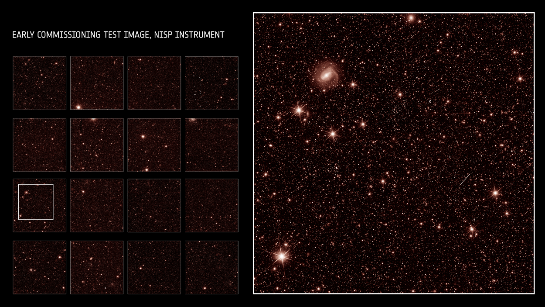 EARLY COMMISSIONING TEST IMAGE, NISP INSTRUMENT